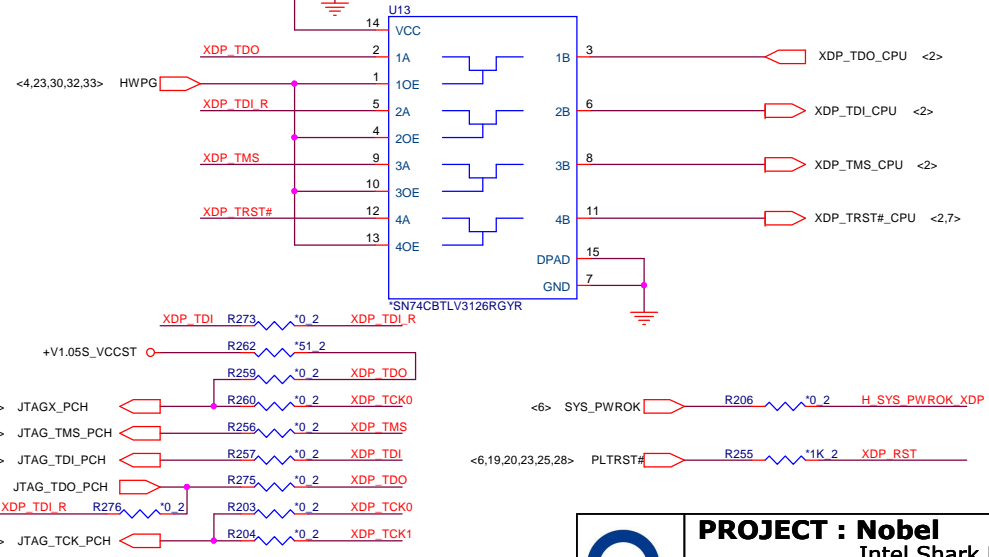 U13
14 VCC
XDP_TDO 2 1A 1B 3 XDP_TDO_CPU <2>
<4,23,30,32,33> HWPG 1 1OE
XDP_TDI_R 5 2A 2B 6 XDP_TDI_CPU <2>
4 2OE
XDP_TMS 9 3A 3B 8 XDP_TMS_CPU <2>
10 3OE
XDP_TRST# 12 4A 4B 11 XDP_TRST#_CPU <2,7>
13 4OE
DPAD 15
GND 7
*SN74CBTLV3126RGYR
XDP_TDI R273 *0_2 XDP_TDI_R
+V1.05S_VCCST R262 *51_2
R259 *0_2 XDP_TDO
> JTAGX_PCH R260 *0_2 XDP_TCK0
> JTAG_TMS_PCH R256 *0_2 XDP_TMS
> JTAG_TDI_PCH R257 *0_2 XDP_TDI
JTAG_TDO_PCH R275 *0_2 XDP_TDO
XDP_TDI_R R276 *0_2 R203 *0_2 XDP_TCK0
> JTAG_TCK_PCH R204 *0_2 XDP_TCK1
<6> SYS_PWROK R206 *0_2 H_SYS_PWROK_XDP
<6,19,20,23,25,28> PLTRST# R255 *1K_2 XDP_RST
PROJECT : Nobel
Intel Shark